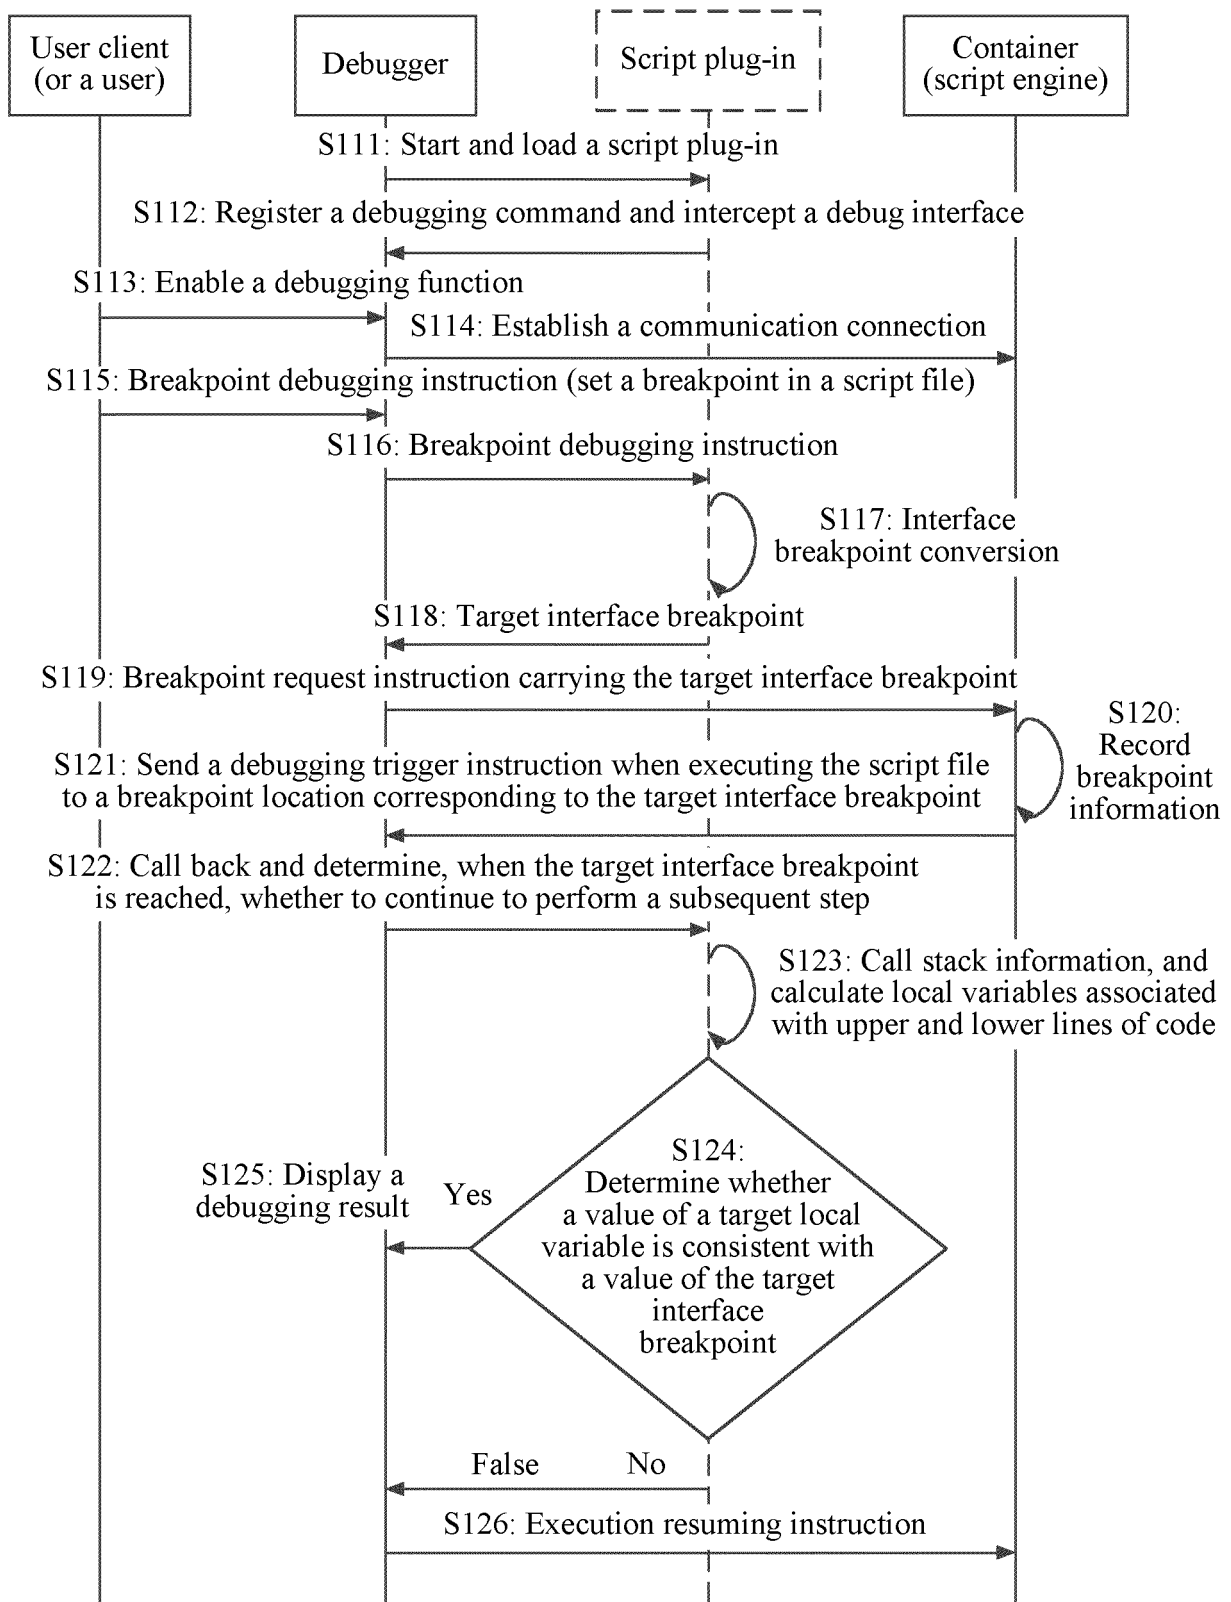 User client
(or a user)
Debugger
Script plug-in
Container
(script engine)
S111: Start and load a script plug-in
S112: Register a debugging command and intercept a debug interface
S113: Enable a debugging function
S114: Establish a communication connection
S115: Breakpoint debugging instruction (set a breakpoint in a script file)
S116: Breakpoint debugging instruction
S117: Interface
breakpoint conversion
S118: Target interface breakpoint
S119: Breakpoint request instruction carrying the target interface breakpoint
S120:
Record
breakpoint
information
S121: Send a debugging trigger instruction when executing the script file
to a breakpoint location corresponding to the target interface breakpoint
S122: Call back and determine, when the target interface breakpoint
is reached, whether to continue to perform a subsequent step
S123: Call stack information, and
calculate local variables associated
with upper and lower lines of code
S124:
Determine whether
a value of a target local
variable is consistent with
a value of the target
interface
breakpoint
S125: Display a
debugging result
Yes
False
No
S126: Execution resuming instruction